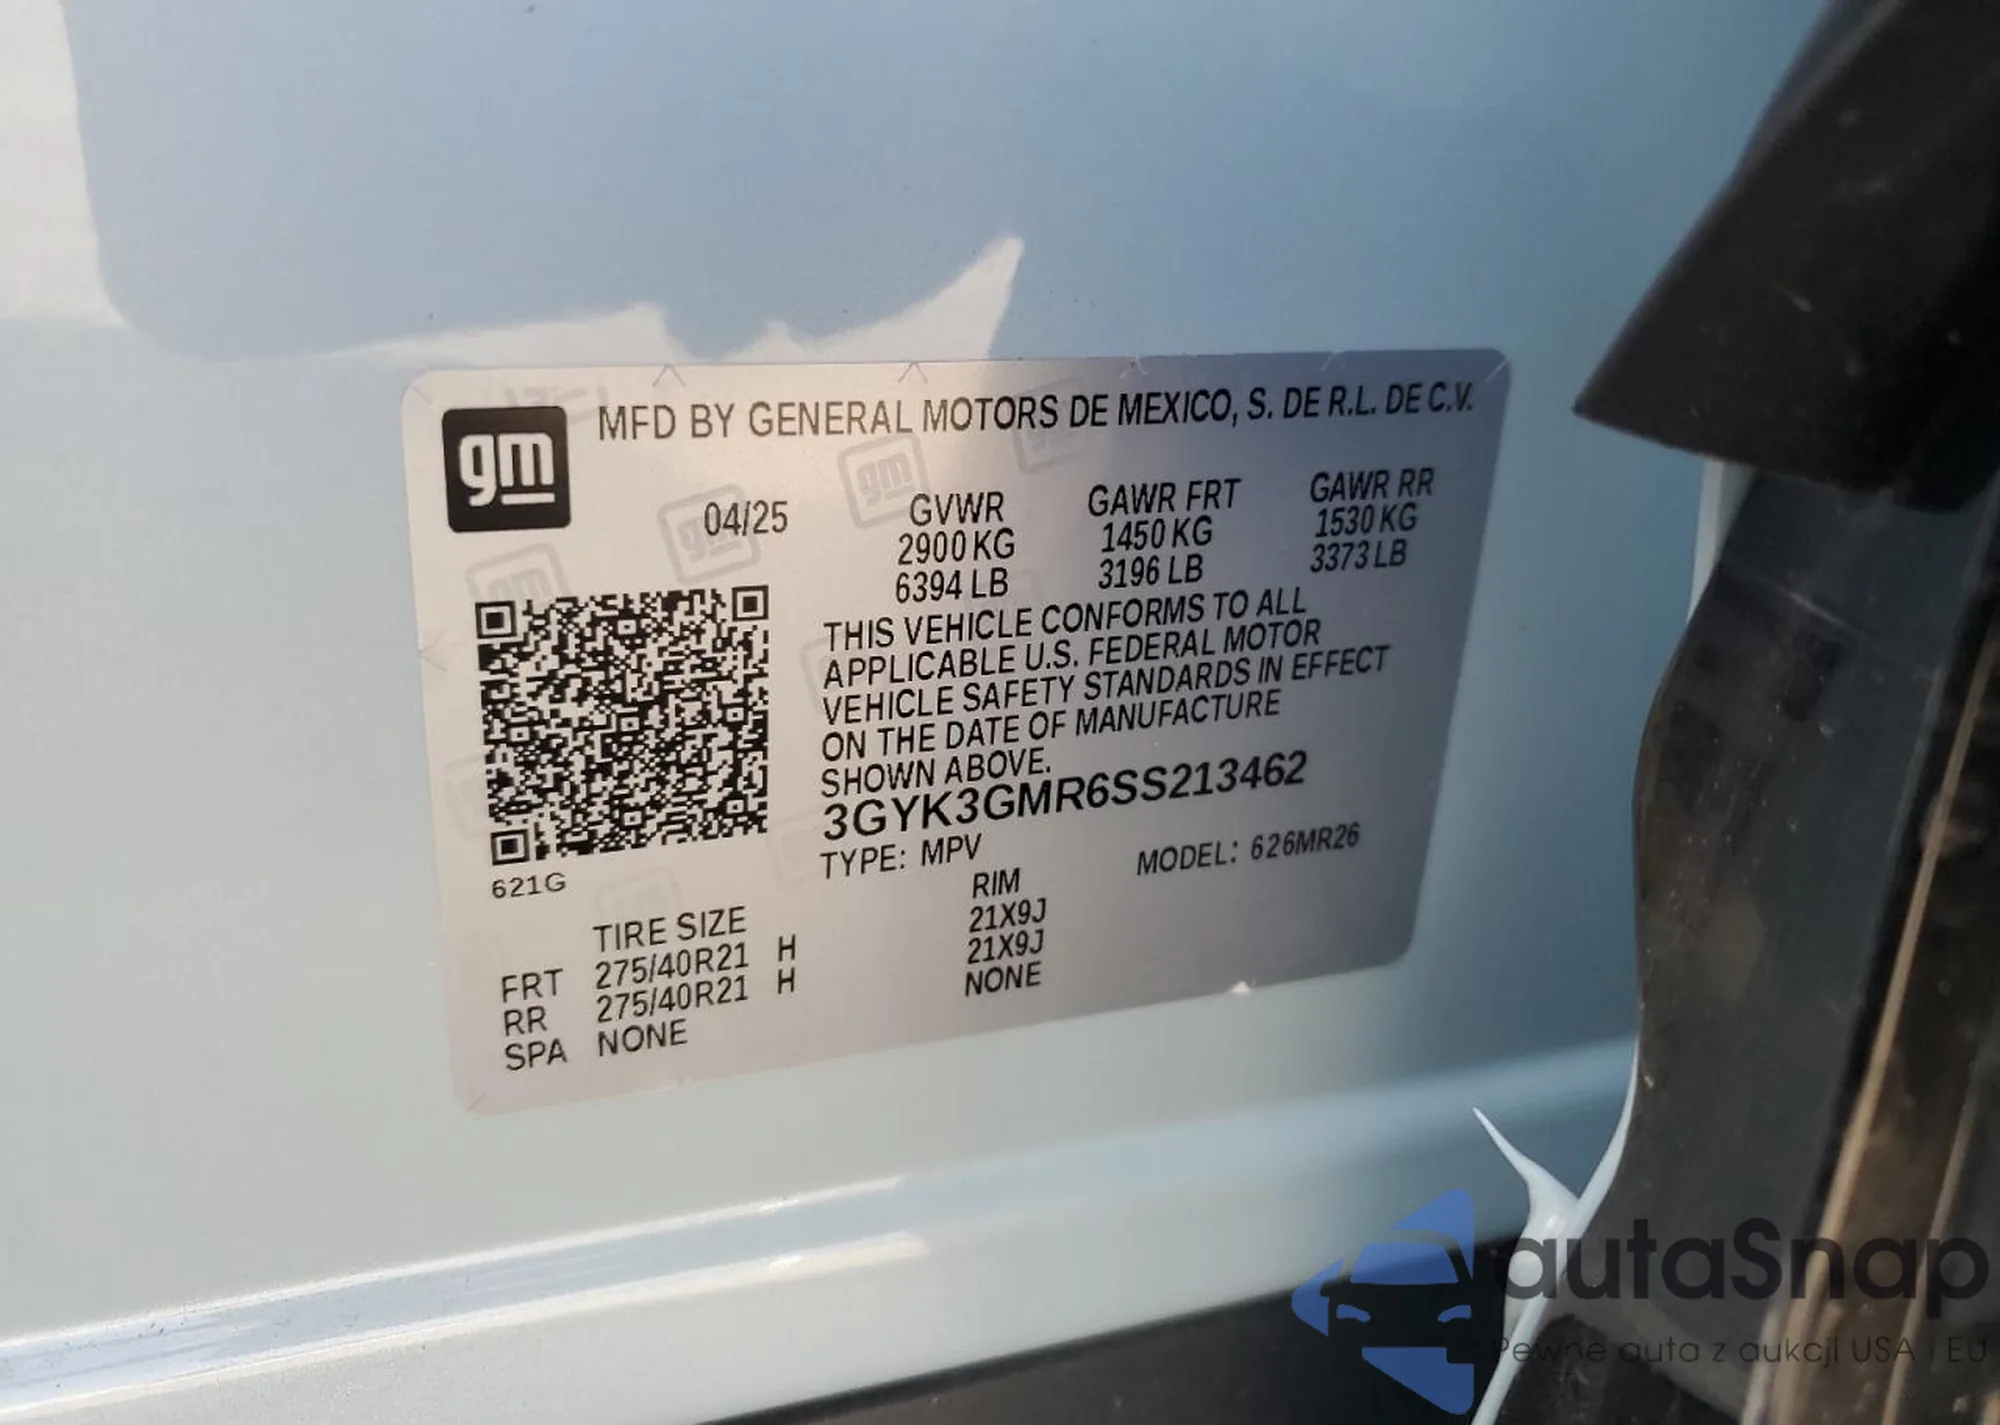 gm
MFD BY GENERAL MOTORS DE MEXICO, S. DE R.L. DE C.V.
04/25 GVWR GAWR FRT GAWR RR
2900 KG 1450 KG 1530 KG
6394 LB 3196 LB 3373 LB
THIS VEHICLE CONFORMS TO ALL
APPLICABLE U.S. FEDERAL MOTOR
VEHICLE SAFETY STANDARDS IN EFFECT
ON THE DATE OF MANUFACTURE
SHOWN ABOVE.
3GYK3GMR6SS213462
TYPE: MPV MODEL: 626MR26
621G
TIRE SIZE RIM
FRT 275/40R21 H 21X9J
RR 275/40R21 H 21X9J
SPA NONE NONE
autaSnap
Pewne auta z aukcji USA i EU